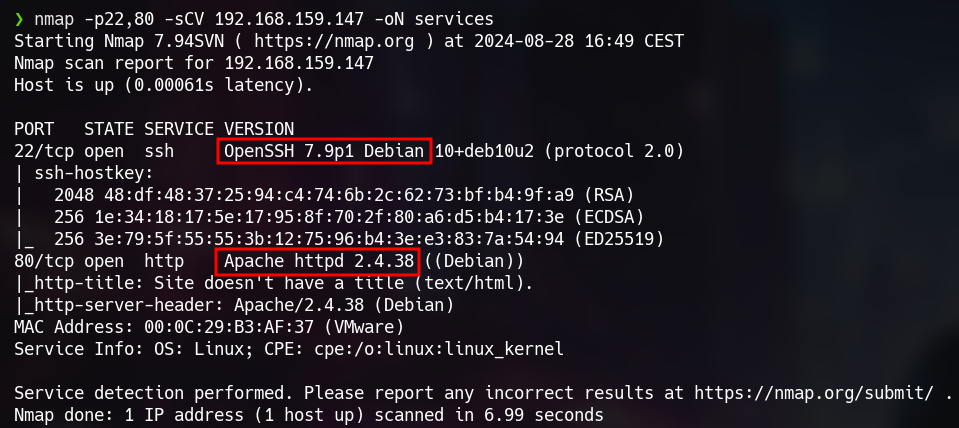 ❯ nmap -p22,80 -sCV 192.168.159.147 -oN services
Starting Nmap 7.94SVN ( https://nmap.org ) at 2024-08-28 16:49 CEST
Nmap scan report for 192.168.159.147
Host is up (0.00061s latency).
PORT   STATE SERVICE VERSION
22/tcp open  ssh     OpenSSH 7.9p1 Debian 10+deb10u2 (protocol 2.0)
| ssh-hostkey:
|   2048 48:df:48:37:25:94:c4:74:6b:2c:62:73:bf:b4:9f:a9 (RSA)
|   256 1e:34:18:17:5e:17:95:8f:70:2f:80:a6:d5:b4:17:3e (ECDSA)
|_  256 3e:79:5f:55:55:3b:12:75:96:b4:3e:e3:83:7a:54:94 (ED25519)
80/tcp open  http    Apache httpd 2.4.38 ((Debian))
|_http-title: Site doesn't have a title (text/html).
|_http-server-header: Apache/2.4.38 (Debian)
MAC Address: 00:0C:29:B3:AF:37 (VMware)
Service Info: OS: Linux; CPE: cpe:/o:linux:linux_kernel
Service detection performed. Please report any incorrect results at https://nmap.org/submit/ .
Nmap done: 1 IP address (1 host up) scanned in 6.99 seconds